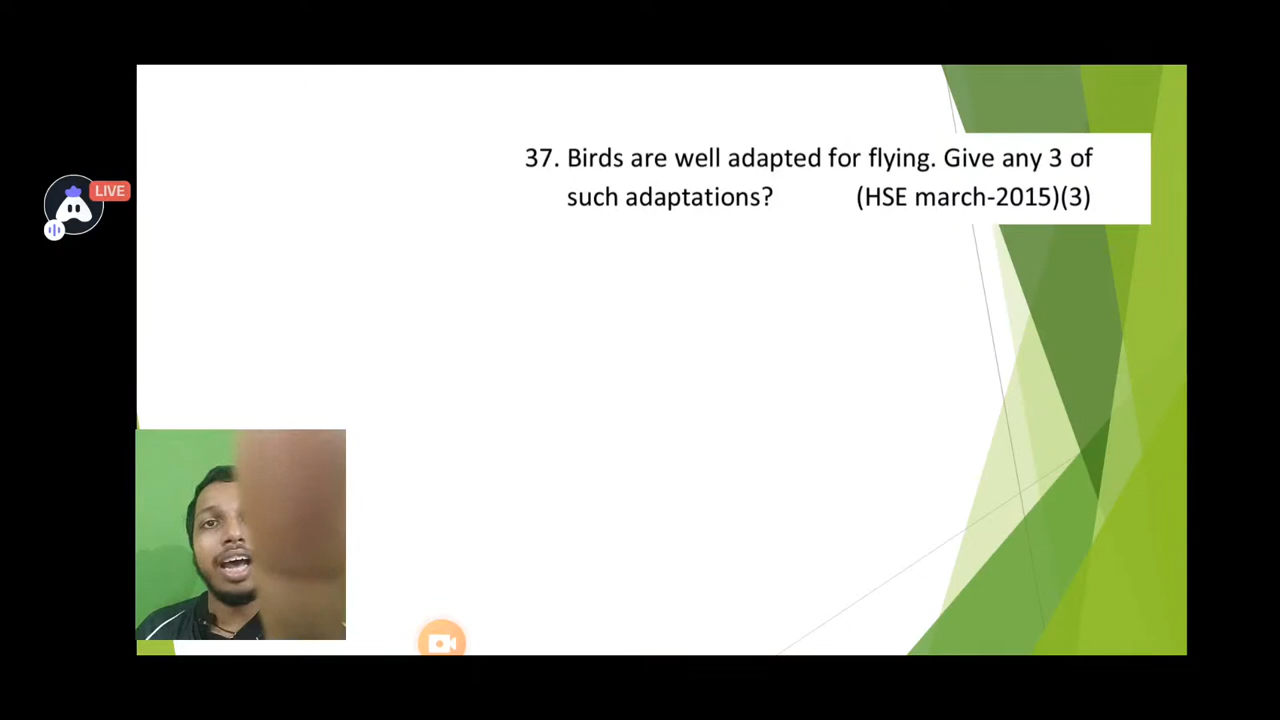 LIVE
37. Birds are well adapted for flying. Give any 3 of
such adaptations? (HSE march-2015)(3)